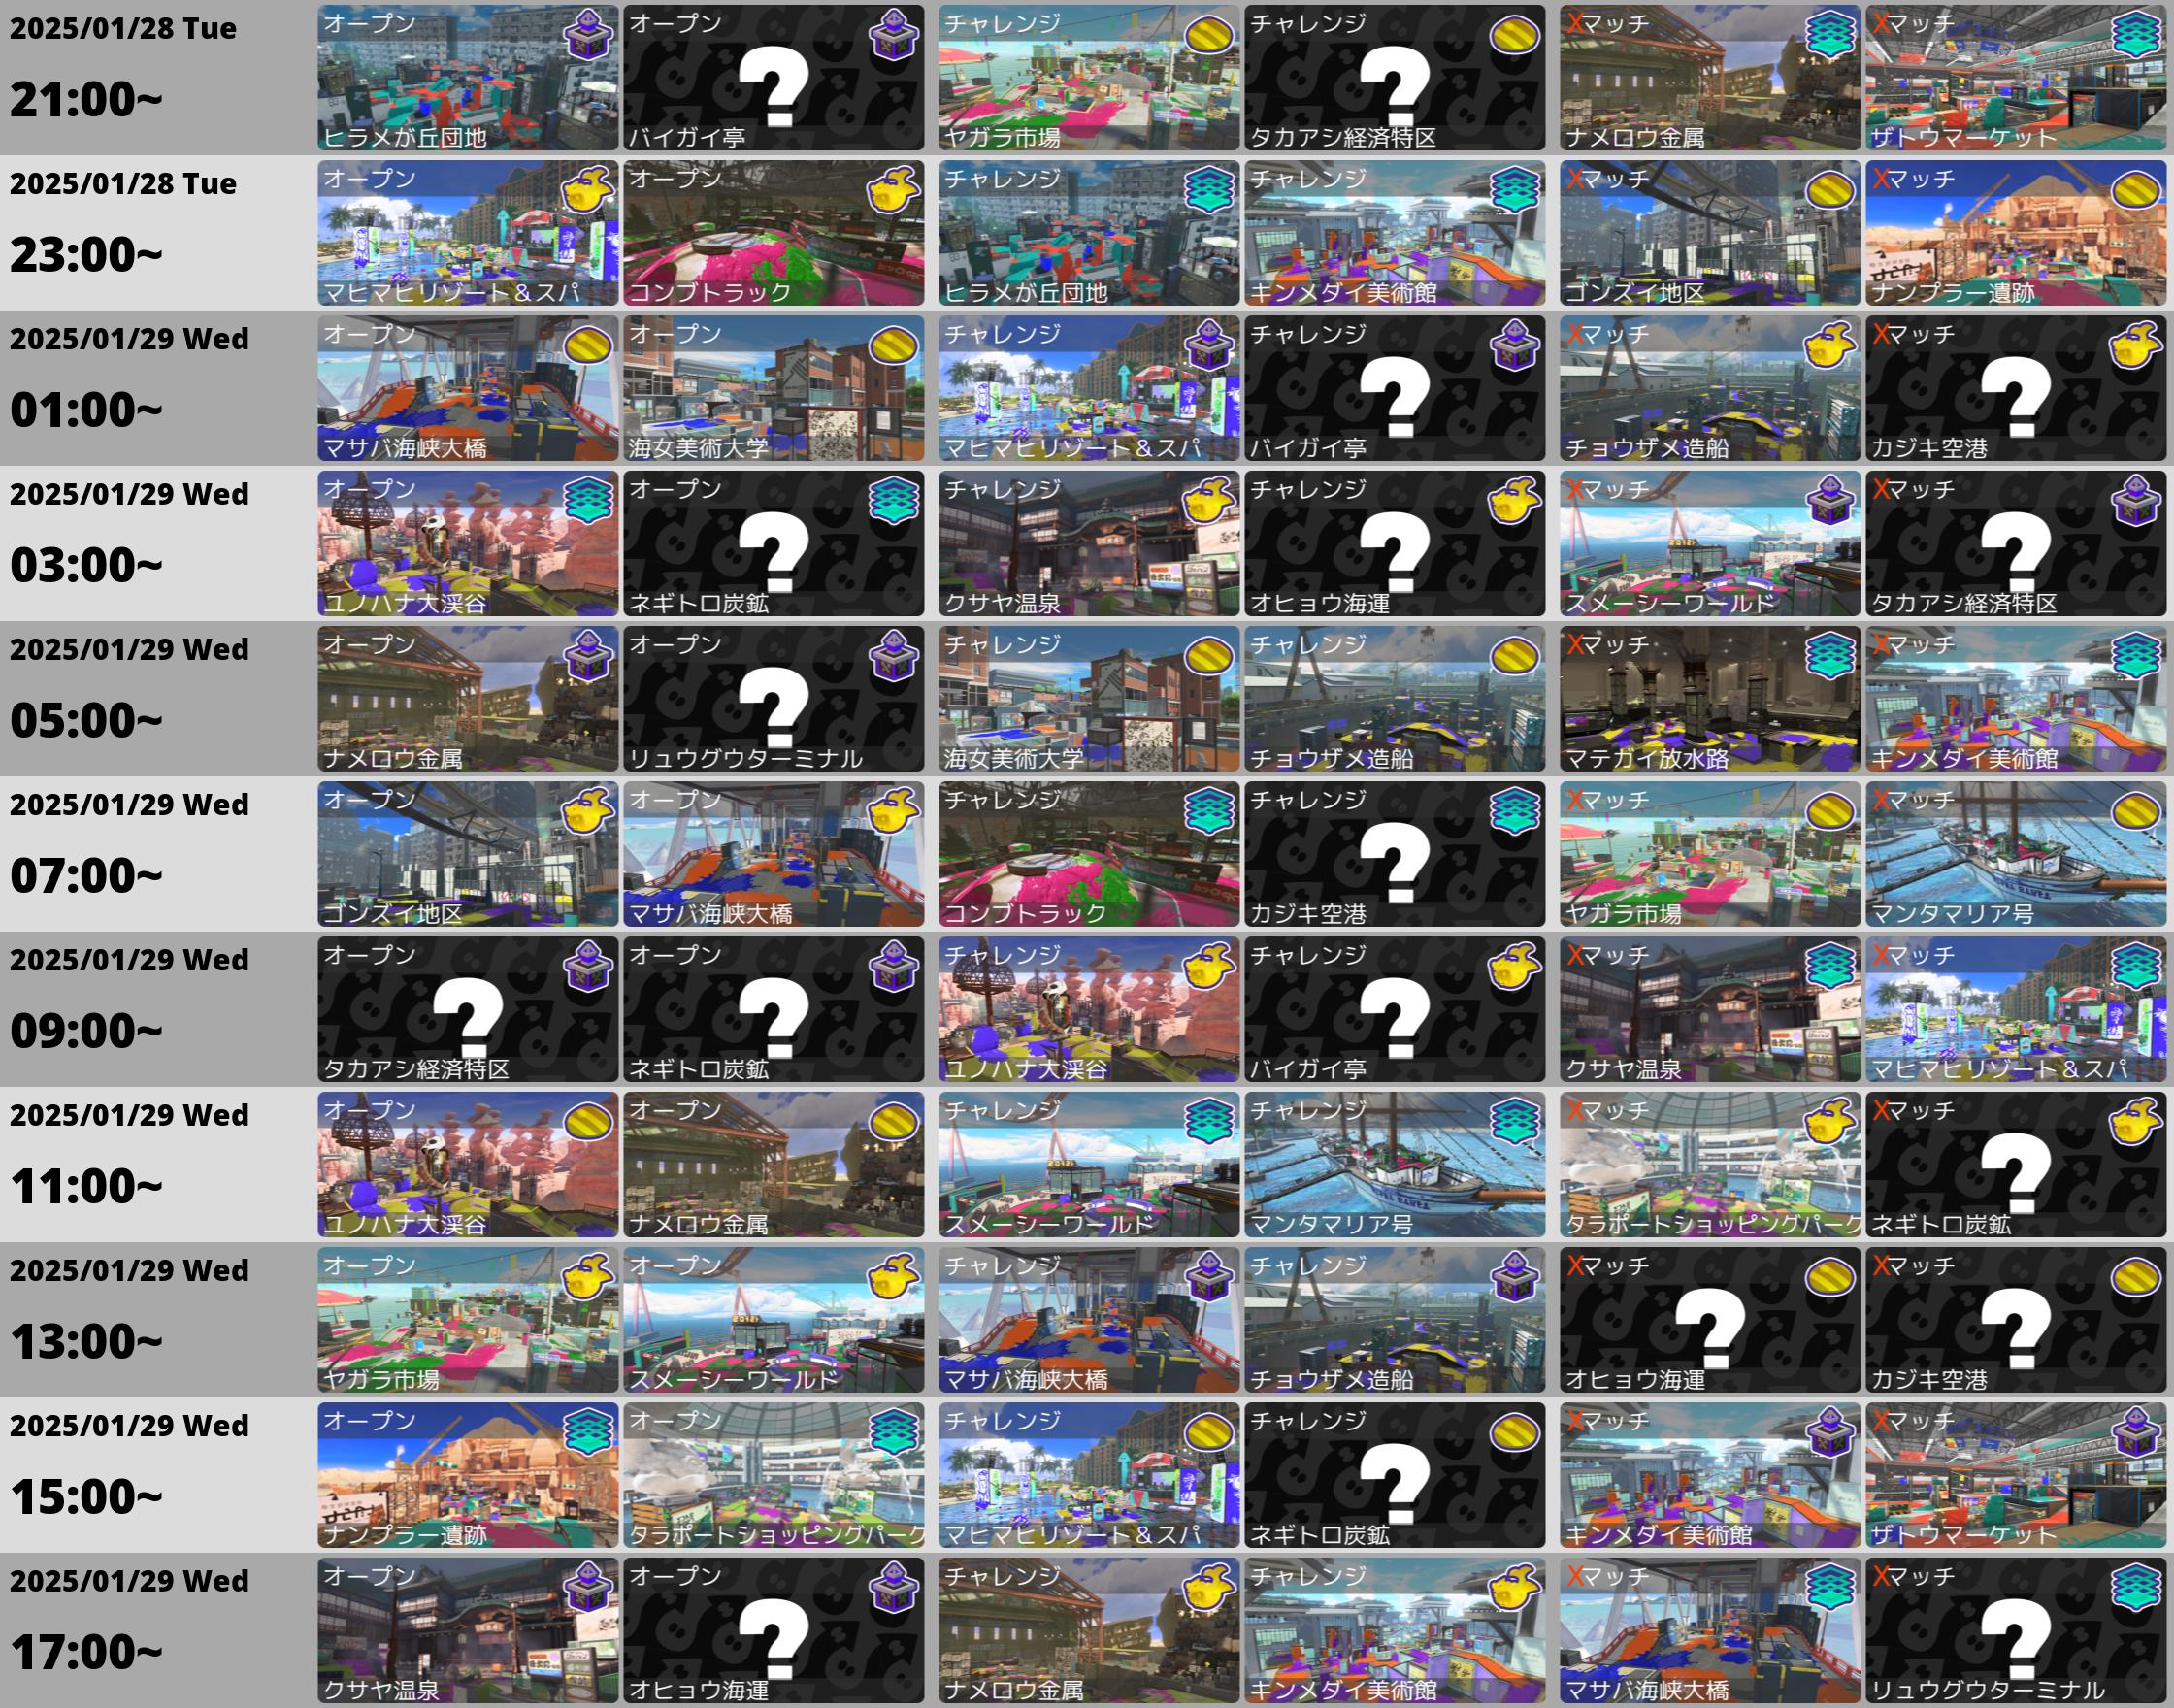 2025/01/28 Tue
21:00~
オープン
ヒラメが丘団地
オープン
バイガイ亭
チャレンジ
ヤガラ市場
チャレンジ
タカアシ経済特区
Xマッチ
ナメロウ金属
Xマッチ
ザトウマーケット
2025/01/28 Tue
23:00~
オープン
マヒマヒリゾート＆スパ
オープン
コンブトラック
チャレンジ
ヒラメが丘団地
チャレンジ
キンメダイ美術館
Xマッチ
ゴンズイ地区
Xマッチ
ナンプラー遺跡
2025/01/29 Wed
01:00~
オープン
マサバ海峡大橋
オープン
海女美術大学
チャレンジ
マヒマヒリゾート＆スパ
チャレンジ
バイガイ亭
Xマッチ
チョウザメ造船
Xマッチ
カジキ空港
2025/01/29 Wed
03:00~
オープン
ユノハナ大渓谷
オープン
ネギトロ炭鉱
チャレンジ
クサヤ温泉
チャレンジ
オヒョウ海運
Xマッチ
スメーシーワールド
Xマッチ
タカアシ経済特区
2025/01/29 Wed
05:00~
オープン
ナメロウ金属
オープン
リュウグウターミナル
チャレンジ
海女美術大学
チャレンジ
チョウザメ造船
Xマッチ
マテガイ放水路
Xマッチ
キンメダイ美術館
2025/01/29 Wed
07:00~
オープン
ゴンズイ地区
オープン
マサバ海峡大橋
チャレンジ
コンブトラック
チャレンジ
カジキ空港
Xマッチ
ヤガラ市場
Xマッチ
マンタマリア号
2025/01/29 Wed
09:00~
オープン
タカアシ経済特区
オープン
ネギトロ炭鉱
チャレンジ
ユノハナ大渓谷
チャレンジ
バイガイ亭
Xマッチ
クサヤ温泉
Xマッチ
マヒマヒリゾート＆スパ
2025/01/29 Wed
11:00~
オープン
ユノハナ大渓谷
オープン
ナメロウ金属
チャレンジ
スメーシーワールド
チャレンジ
マンタマリア号
Xマッチ
タラポートショッピングパーク
Xマッチ
ネギトロ炭鉱
2025/01/29 Wed
13:00~
オープン
ヤガラ市場
オープン
スメーシーワールド
チャレンジ
マサバ海峡大橋
チャレンジ
チョウザメ造船
Xマッチ
オヒョウ海運
Xマッチ
カジキ空港
2025/01/29 Wed
15:00~
オープン
ナンプラー遺跡
オープン
タラポートショッピングパーク
チャレンジ
マヒマヒリゾート＆スパ
チャレンジ
ネギトロ炭鉱
Xマッチ
キンメダイ美術館
Xマッチ
ザトウマーケット
2025/01/29 Wed
17:00~
オープン
クサヤ温泉
オープン
オヒョウ海運
チャレンジ
ナメロウ金属
チャレンジ
キンメダイ美術館
Xマッチ
マサバ海峡大橋
Xマッチ
リュウグウターミナル